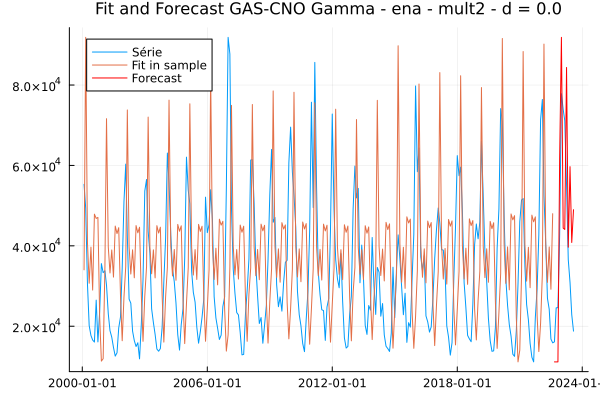 Fit and Forecast GAS-CNO Gamma - ena - mult2 - d = 0.0
Série
Fit in sample
Forecast
8.0×10⁴
6.0×10⁴
4.0×10⁴
2.0×10⁴
2000-01-01 2006-01-01 2012-01-01 2018-01-01 2024-01-